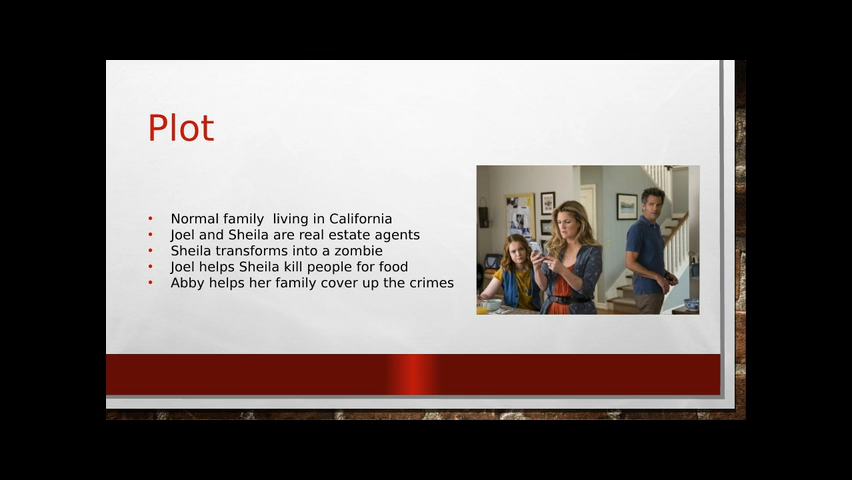 Plot
• Normal family  living in California
• Joel and Sheila are real estate agents
• Sheila transforms into a zombie
• Joel helps Sheila kill people for food
• Abby helps her family cover up the crimes